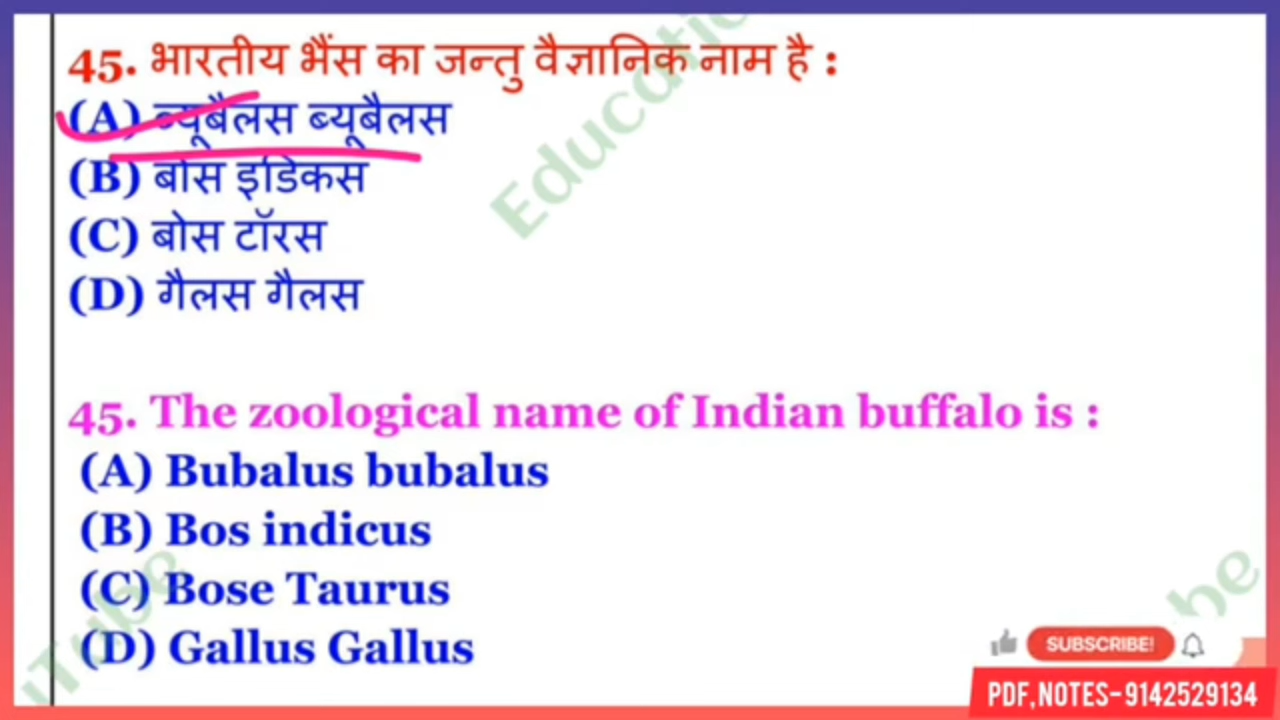 45. भारतीय भैंस का जन्तु वैज्ञानिक नाम है :
(A) ब्यूबैलस ब्यूबैलस
(B) बोस इंडिकस
(C) बोस टॉरस
(D) गैलस गैलस
45. The zoological name of Indian buffalo is :
(A) Bubalus bubalus
(B) Bos indicus
(C) Bose Taurus
(D) Gallus Gallus
SUBSCRIBE!
PDF,NOTES-9142529134